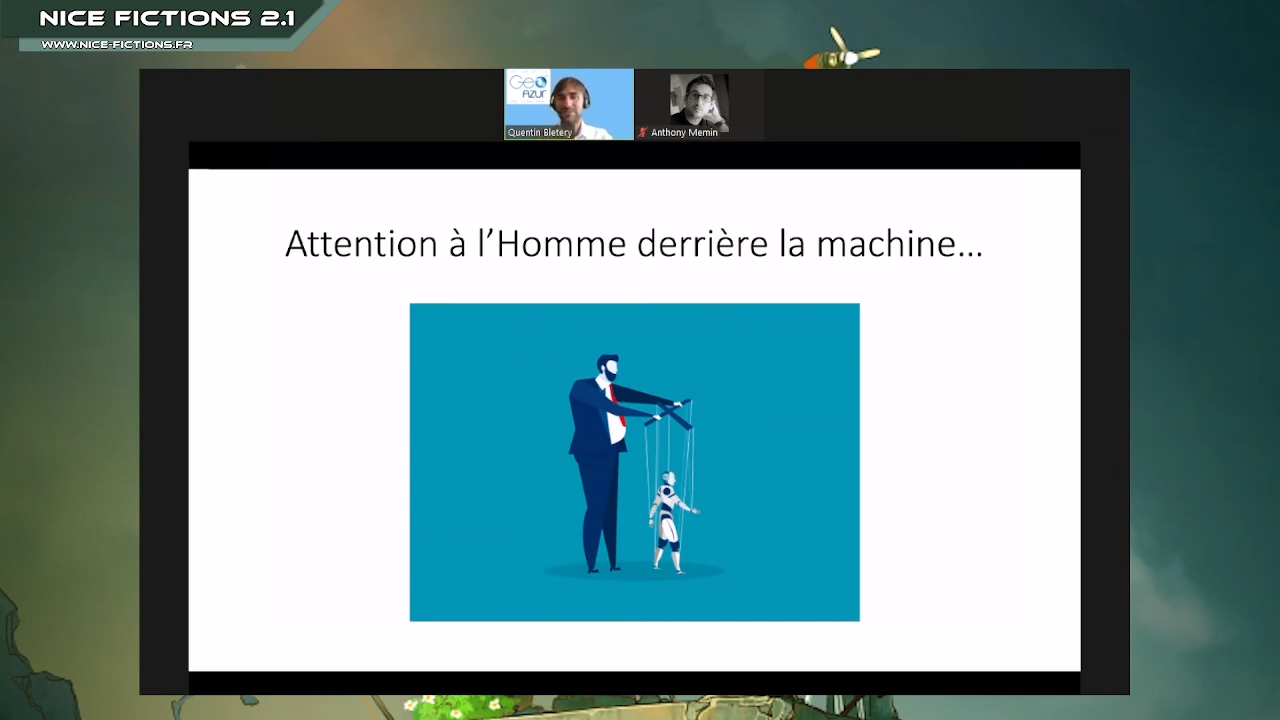 NICE FICTIONS 2.1
WWW.NICE-FICTIONS.FR
Geo
AZUR
Quentin Bletery
Anthony Memin
Attention à l’Homme derrière la machine…